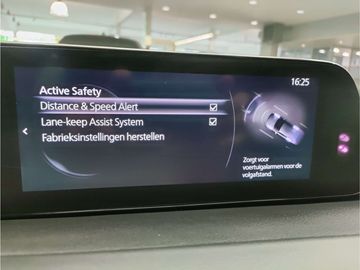 16:25
Active Safety
Distance & Speed Alert
Lane-keep Assist System
Fabrieksinstellingen herstellen
Zorgt voor
voertuigalarmen voor de
volgafstand.